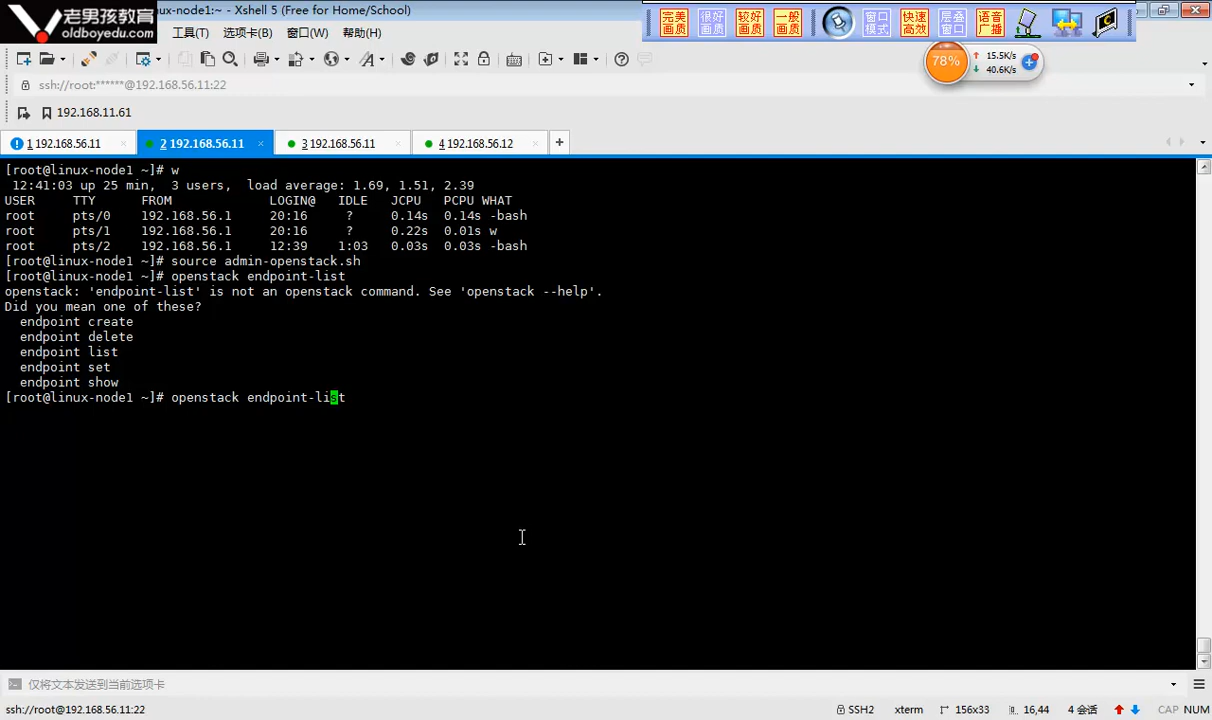 老男孩教育
oldboyedu.com
nux-node1:~ - Xshell 5 (Free for Home/School)
完美画质
很好画质
较好画质
一般画质
窗口模式
快速高效
层叠窗口
语音广播
工具(T) 选项卡(B) 窗口(W) 帮助(H)
78%
15.5K/s
40.6K/s
ssh://root:******@192.168.56.11:22
192.168.11.61
1 192.168.56.11 × 2 192.168.56.11 × 3 192.168.56.11 × 4 192.168.56.12 × +
[root@linux-node1 ~]# w
12:41:03 up 25 min, 3 users, load average: 1.69, 1.51, 2.39
USER TTY FROM LOGIN@ IDLE JCPU PCPU WHAT
root pts/0 192.168.56.1 20:16 ? 0.14s 0.14s -bash
root pts/1 192.168.56.1 20:16 ? 0.22s 0.01s w
root pts/2 192.168.56.1 12:39 1:03 0.03s 0.03s -bash
[root@linux-node1 ~]# source admin-openstack.sh
[root@linux-node1 ~]# openstack endpoint-list
openstack: 'endpoint-list' is not an openstack command. See 'openstack --help'.
Did you mean one of these?
endpoint create
endpoint delete
endpoint list
endpoint set
endpoint show
[root@linux-node1 ~]# openstack endpoint-list
仅将文本发送到当前选项卡
ssh://root@192.168.56.11:22 SSH2 xterm 156x33 16,44 4 会话 CAP NUM